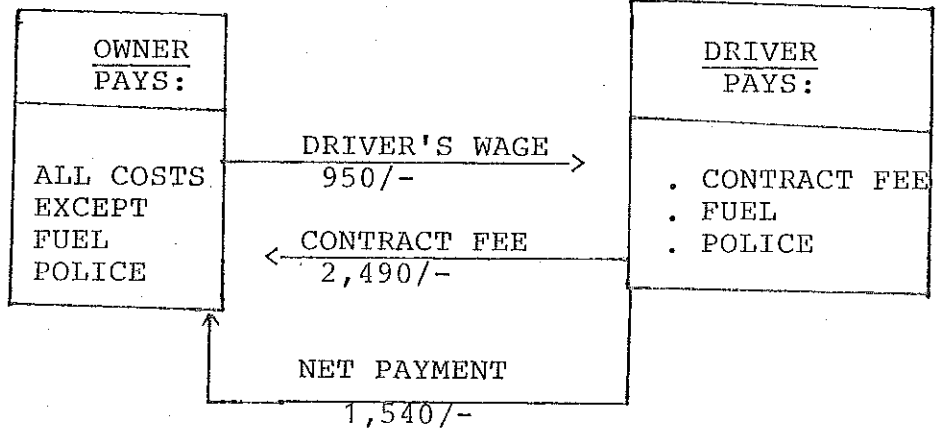 OWNER
PAYS:
ALL COSTS
EXCEPT
FUEL
POLICE
DRIVER'S WAGE
950/-
CONTRACT FEE
2,490/-
NET PAYMENT
1,540/-
DRIVER
PAYS:
. CONTRACT FEE
. FUEL
. POLICE